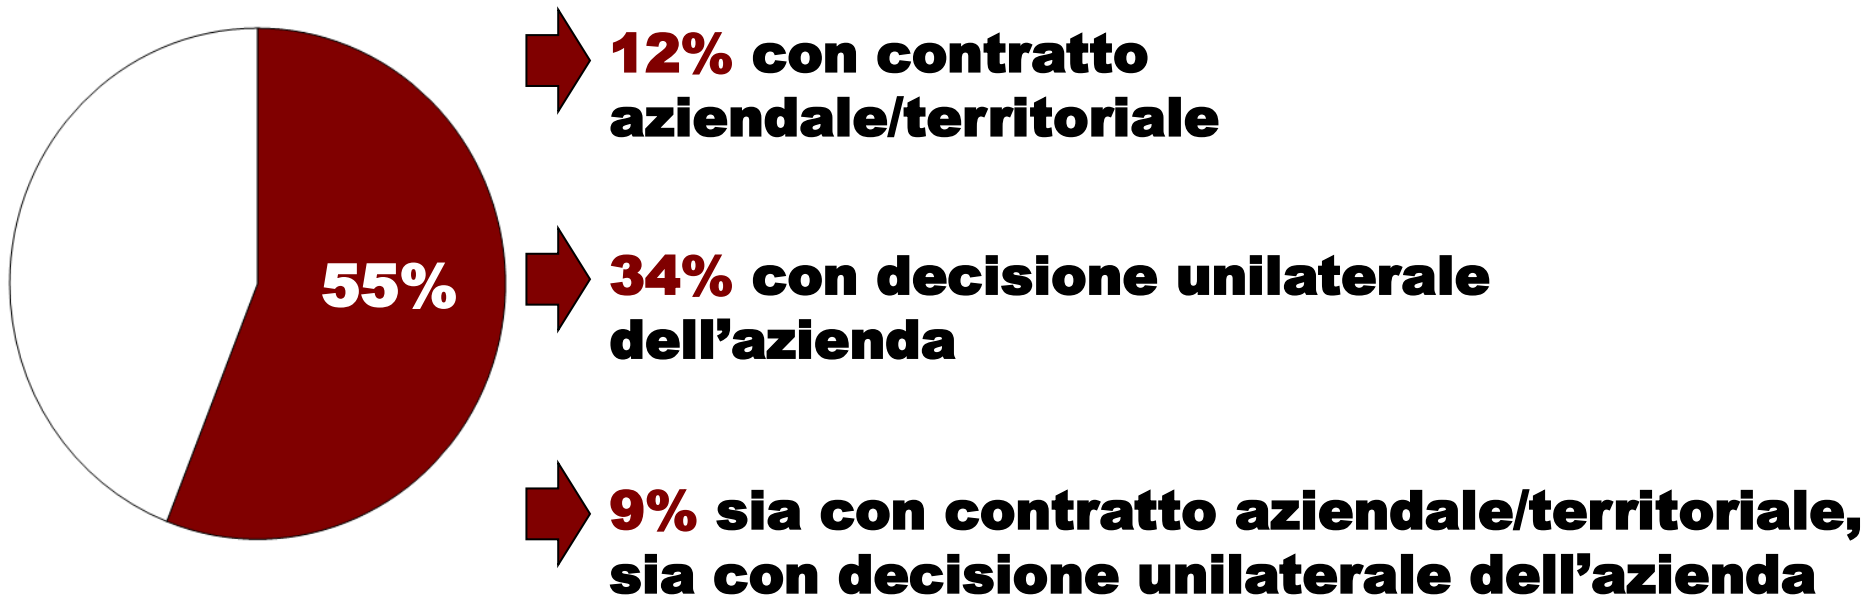 12% con contratto
aziendale/territoriale
55%
34% con decisione unilaterale
dell’azienda
9% sia con contratto aziendale/territoriale,
sia con decisione unilaterale dell’azienda